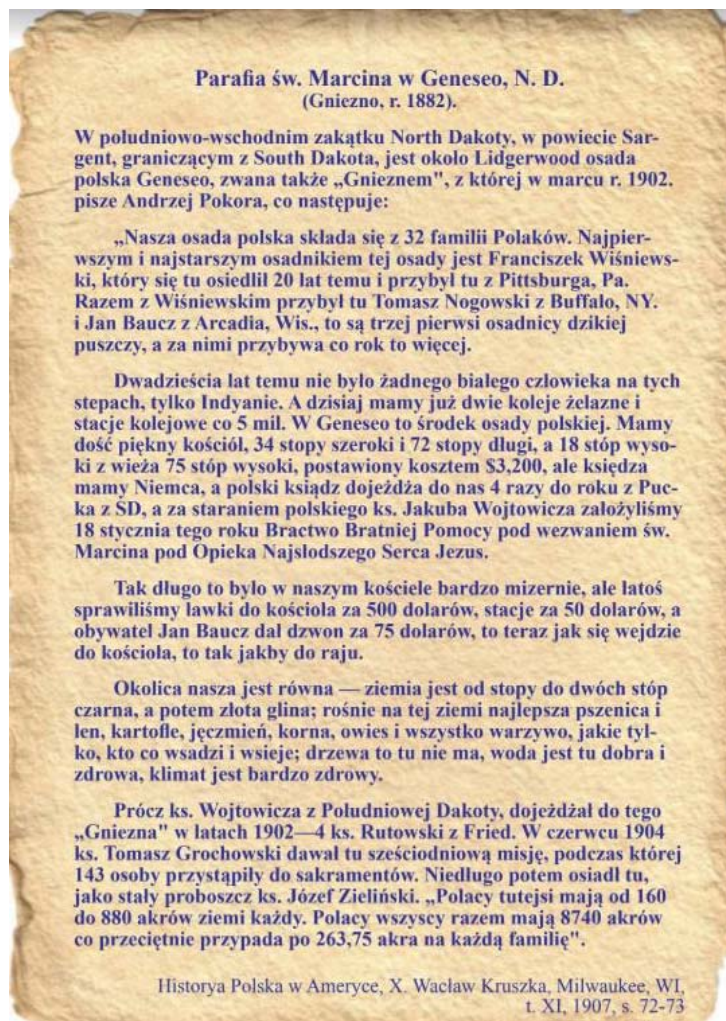 Parafia św. Marcina w Geneseo, N. D.
(Gniezno, r. 1882).
W południowo-wschodnim zakątku North Dakoty, w powiecie Sar-
gent, graniczącym z South Dakota, jest około Lidgerwood osada
polska Geneseo, zwana także „Gnieznem", z której w marcu r. 1902.
pisze Andrzej Pokora, co następuje:
„Nasza osada polska składa się z 32 familii Polaków. Najpier-
wszym i najstarszym osadnikiem tej osady jest Franciszek Wiśniews-
ki, który się tu osiedlił 20 lat temu i przybył tu z Pittsburga, Pa.
Razem z Wiśniewskim przybył tu Tomasz Nogowski z Buffalo, NY.
i Jan Baucz z Arcadia, Wis., to są trzej pierwsi osadnicy dzikiej
puszczy, a za nimi przybywa co rok to więcej.
Dwadzieścia lat temu nie było żadnego białego człowieka na tych
stepach, tylko Indyanie. A dzisiaj mamy już dwie koleje żelazne i
stacje kolejowe co 5 mil. W Geneseo to środek osady polskiej. Mamy
dość piękny kościół, 34 stopy szeroki i 72 stopy długi, a 18 stóp wyso-
ki z wieża 75 stóp wysoki, postawiony kosztem $3,200, ale księdza
mamy Niemca, a polski ksiądz dojeżdża do nas 4 razy do roku z Puc-
ka z SD, a za staraniem polskiego ks. Jakuba Wojtowicza założyliśmy
18 stycznia tego roku Bractwo Bratniej Pomocy pod wezwaniem św.
Marcina pod Opieka Najsłodszego Serca Jezus.
Tak długo to było w naszym kościele bardzo mizernie, ale łatoś
sprawiliśmy ławki do kościoła za 500 dolarów, stacje za 50 dolarów, a
obywatel Jan Baucz dał dzwon za 75 dolarów, to teraz jak się wejdzie
do kościoła, to tak jakby do raju.
Okolica nasza jest równa — ziemia jest od stopy do dwóch stóp
czarna, a potem złota glina; rośnie na tej ziemi najlepsza pszenica i
len, kartofle, jęczmień, korna, owies i wszystko warzywo, jakie tyl-
ko, kto co wsadzi i wsieje; drzewa to tu nie ma, woda jest tu dobra i
zdrowa, klimat jest bardzo zdrowy.
Prócz ks. Wojtowicza z Południowej Dakoty, dojeżdżał do tego
„Gniezna" w latach 1902—4 ks. Rutowski z Fried. W czerwcu 1904
ks. Tomasz Grochowski dawał tu sześciodniową misję, podczas której
143 osoby przystąpiły do sakramentów. Niedługo potem osiadł tu,
jako stały proboszcz ks. Józef Zieliński. „Polacy tutejsi mają od 160
do 880 akrów ziemi każdy. Polacy wszyscy razem mają 8740 akrów
co przeciętnie przypada po 263,75 akra na każdą familię".
Historya Polska w Ameryce, X. Wacław Kruszka, Milwaukee, WI,
t. XI, 1907, s. 72-73